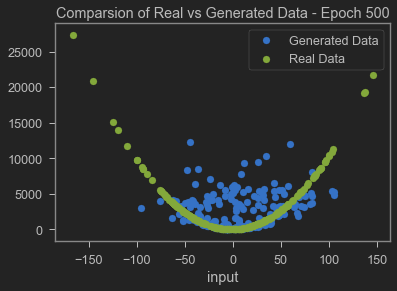 Comparsion of Real vs Generated Data - Epoch 500
Generated Data
Real Data
25000
20000
15000
10000
5000
0
−150 −100 −50 0 50 100 150
input